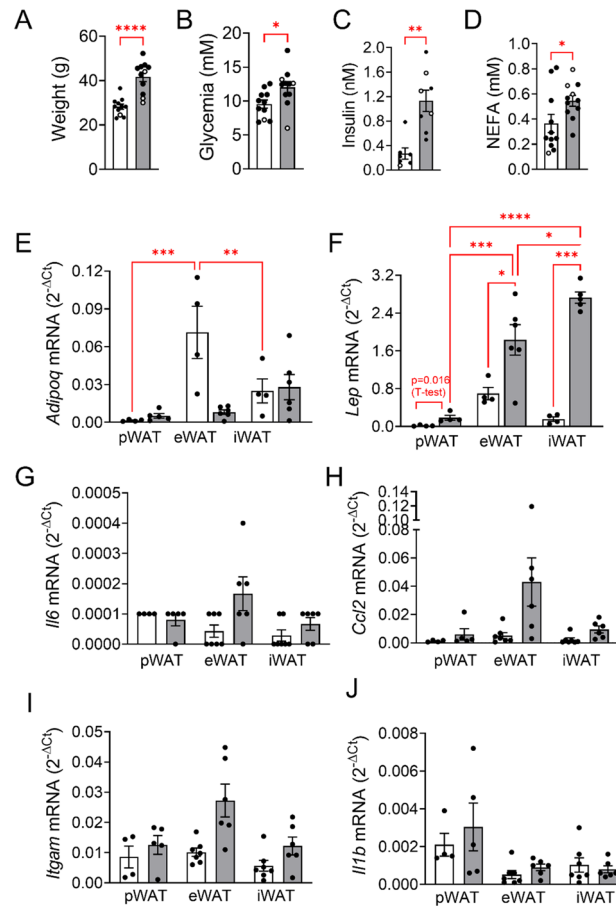 A
B
C
D
****
*
**
*
Weight (g)
60
40
20
0
Glycemia (mM)
20
15
10
5
0
Insulin (nM)
2.0
1.6
1.2
0.8
0.4
0.0
NEFA (mM)
1.0
0.8
0.6
0.4
0.2
0
E
F
***
**
Adipoq mRNA (2-ΔCt)
0.12
0.09
0.06
0.03
0.00
pWAT eWAT iWAT
****
***
*
*
***
p=0.016
(T-test)
Lep mRNA (2-ΔCt)
3.2
2.4
1.6
0.8
0.0
pWAT eWAT iWAT
G
H
Il6 mRNA (2-ΔCt)
0.0005
0.0004
0.0003
0.0002
0.0001
0.0000
pWAT eWAT iWAT
Ccl2 mRNA (2-ΔCt)
0.14
0.12
0.10
0.08
0.06
0.04
0.02
0.00
pWAT eWAT iWAT
I
J
Itgam mRNA (2-ΔCt)
0.05
0.04
0.03
0.02
0.01
0.00
pWAT eWAT iWAT
Il1b mRNA (2-ΔCt)
0.008
0.006
0.004
0.002
0.000
pWAT eWAT iWAT